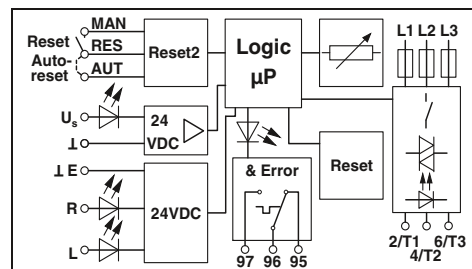 MAN
L1 L2 L3
Reset
RES
Reset2
Logic
µP
Auto-
reset
AUT
Us
24
VDC
⊥
⊥ E
& Error
Reset
R
24VDC
L
97 96 95
2/T1 6/T3
4/T2